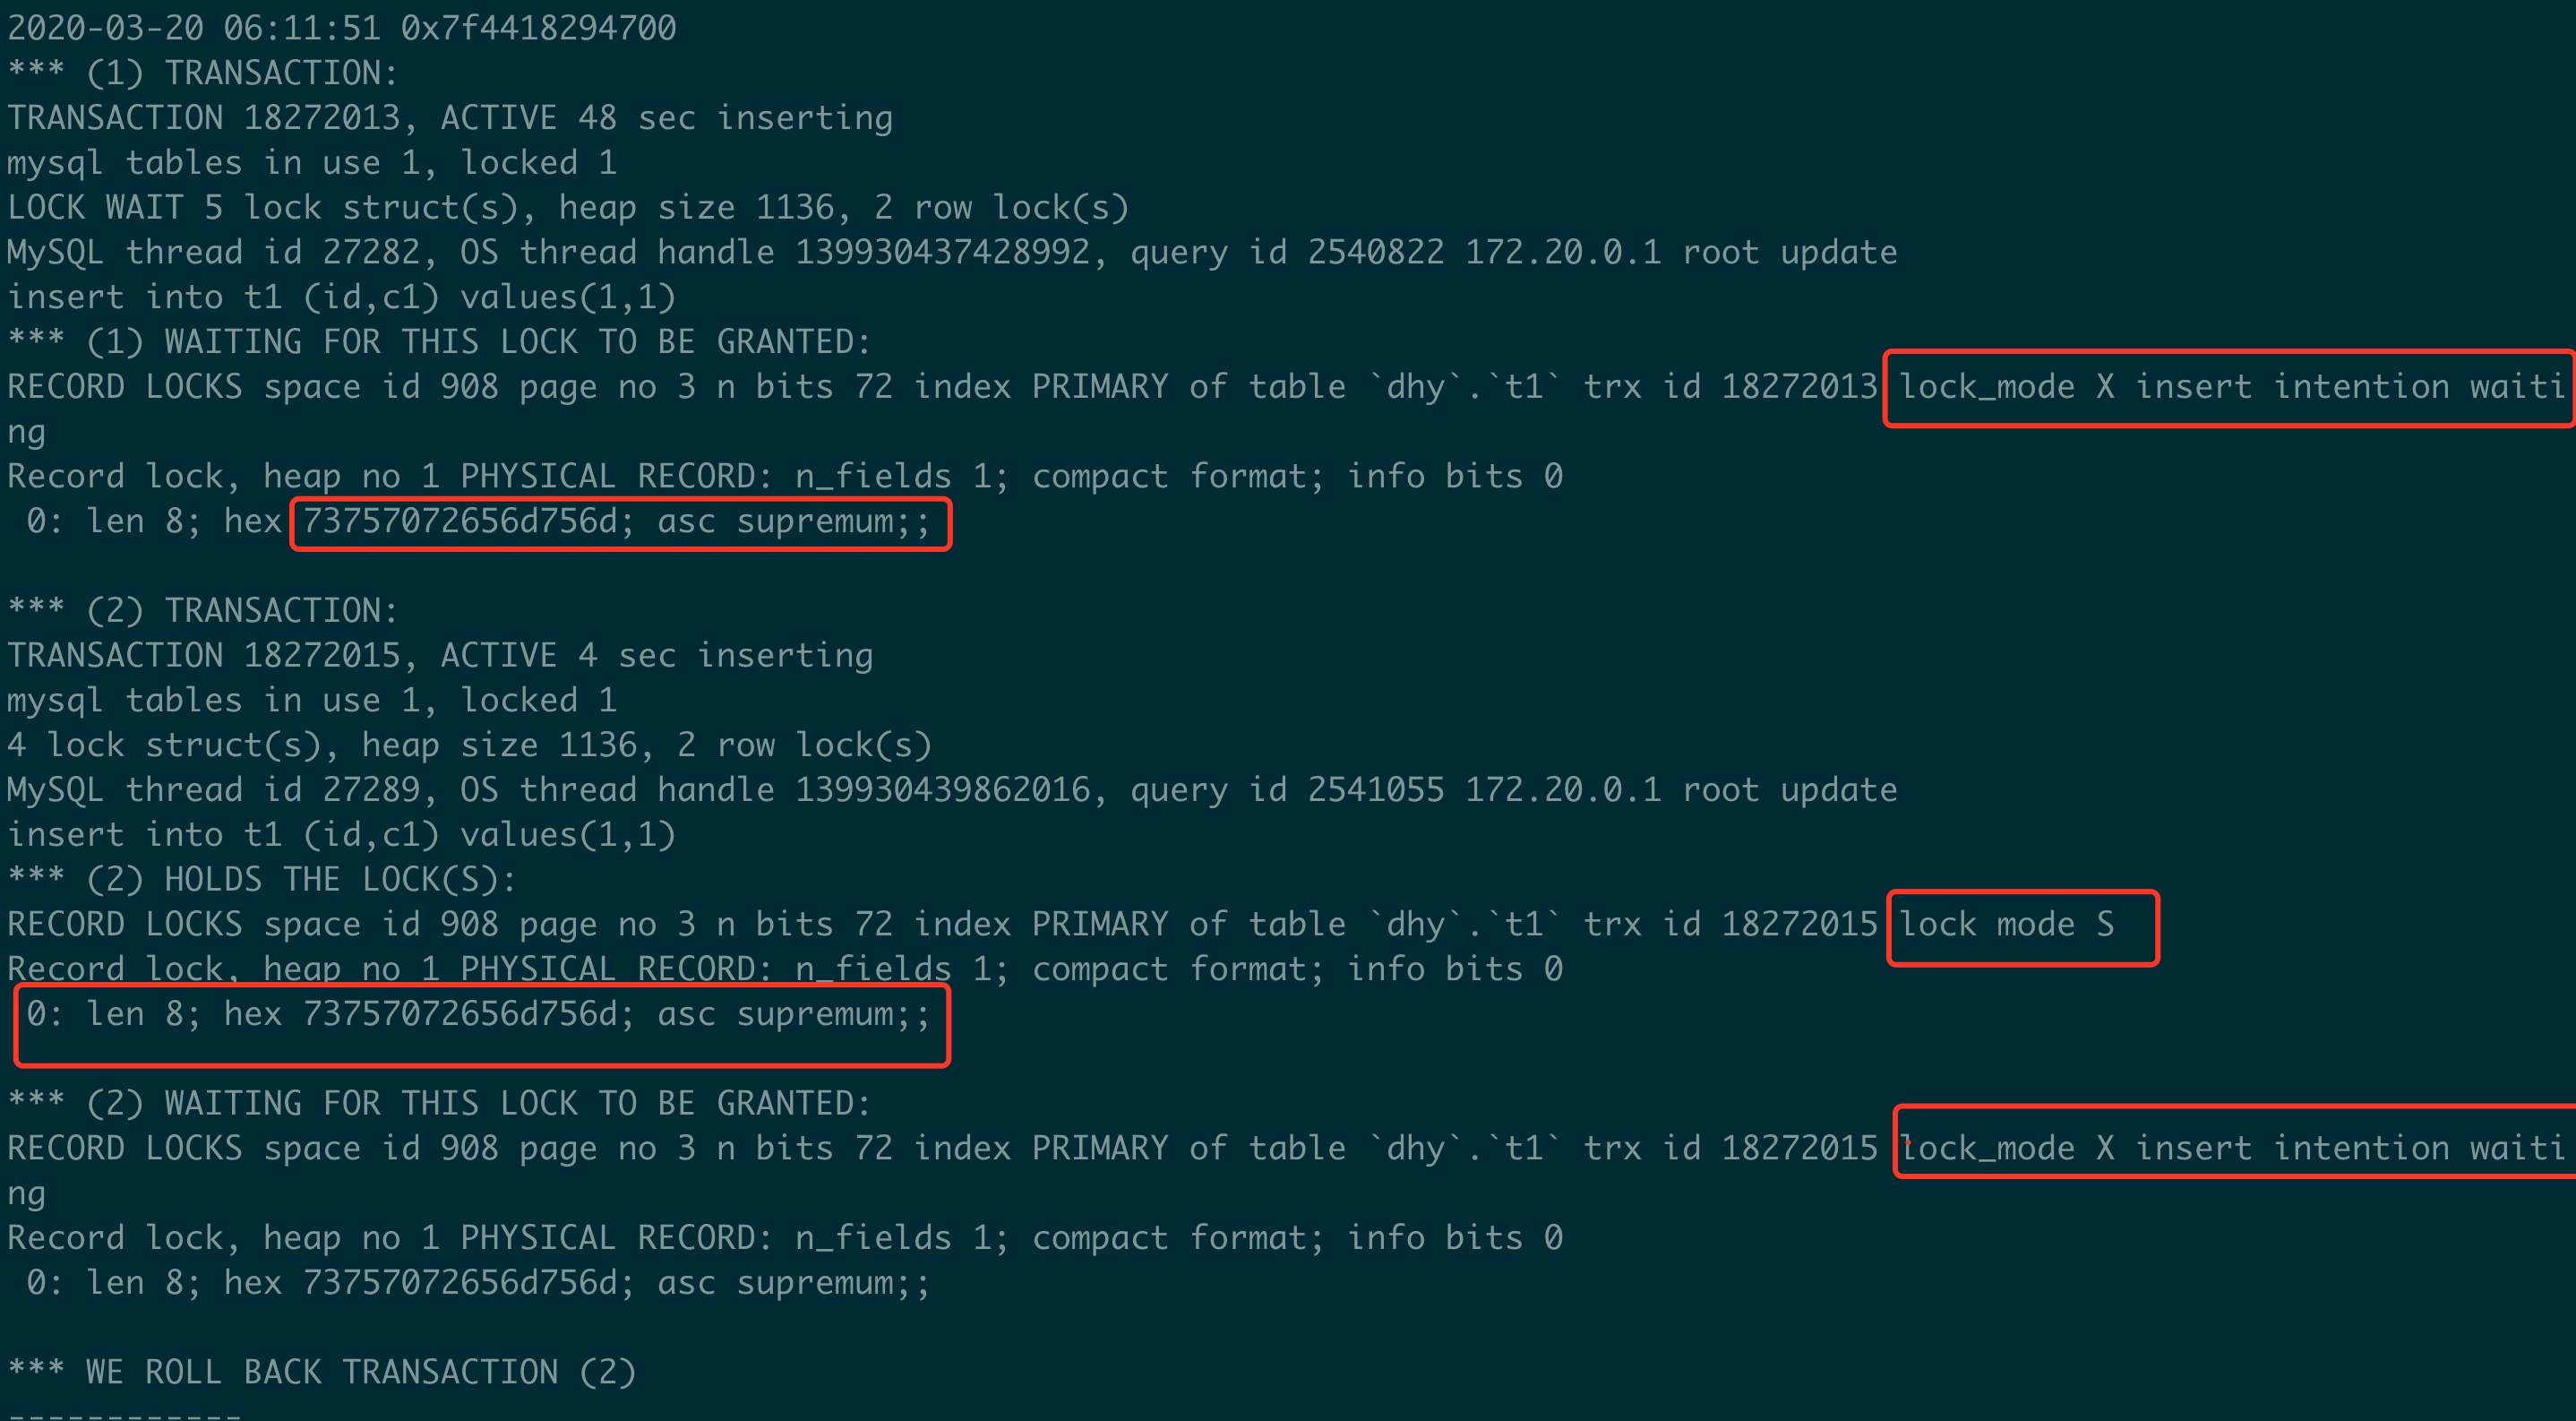 2020-03-20 06:11:51 0x7f4418294700
*** (1) TRANSACTION:
TRANSACTION 18272013, ACTIVE 48 sec inserting
mysql tables in use 1, locked 1
LOCK WAIT 5 lock struct(s), heap size 1136, 2 row lock(s)
MySQL thread id 27282, OS thread handle 139930437428992, query id 2540822 172.20.0.1 root update
insert into t1 (id,c1) values(1,1)
*** (1) WAITING FOR THIS LOCK TO BE GRANTED:
RECORD LOCKS space id 908 page no 3 n bits 72 index PRIMARY of table `dhy`.`t1` trx id 18272013 lock_mode X insert intention waiti
ng
Record lock, heap no 1 PHYSICAL RECORD: n_fields 1; compact format; info bits 0
 0: len 8; hex 73757072656d756d; asc supremum;;

*** (2) TRANSACTION:
TRANSACTION 18272015, ACTIVE 4 sec inserting
mysql tables in use 1, locked 1
4 lock struct(s), heap size 1136, 2 row lock(s)
MySQL thread id 27289, OS thread handle 139930439862016, query id 2541055 172.20.0.1 root update
insert into t1 (id,c1) values(1,1)
*** (2) HOLDS THE LOCK(S):
RECORD LOCKS space id 908 page no 3 n bits 72 index PRIMARY of table `dhy`.`t1` trx id 18272015 lock mode S
Record lock, heap no 1 PHYSICAL RECORD: n_fields 1; compact format; info bits 0
 0: len 8; hex 73757072656d756d; asc supremum;;

*** (2) WAITING FOR THIS LOCK TO BE GRANTED:
RECORD LOCKS space id 908 page no 3 n bits 72 index PRIMARY of table `dhy`.`t1` trx id 18272015 lock_mode X insert intention waiti
ng
Record lock, heap no 1 PHYSICAL RECORD: n_fields 1; compact format; info bits 0
 0: len 8; hex 73757072656d756d; asc supremum;;

*** WE ROLL BACK TRANSACTION (2)
------------